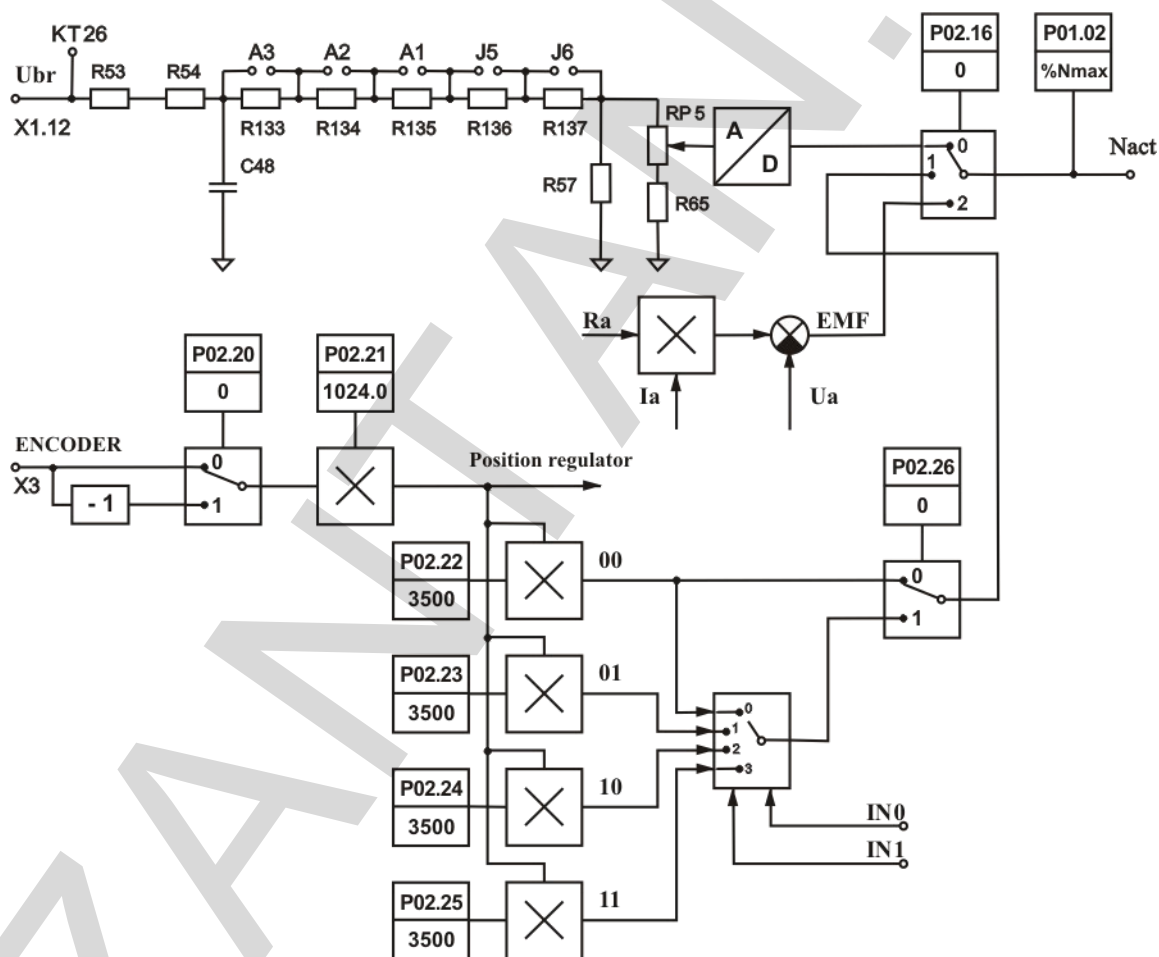 KT26
A3 A2 A1 J5 J6
P02.16 P01.02
0 %Nmax
Ubr
R53 R54
X1.12
R133 R134 R135 R136 R137
RP5
A
D
0
1
2
Nact
C48
R57
R65
Ra
EMF
Ia
Ua
P02.20 P02.21
0 1024.0
ENCODER
X3
- 1
0
1
Position regulator
P02.26
0
P02.22
3500
00
0
1
P02.23
3500
01
0
1
2
3
P02.24
3500
10
IN0
IN1
P02.25
3500
11
ZANITAN.